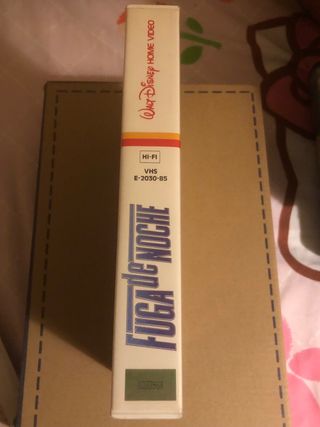 WALT DISNEY HOME VIDEO
HI-FI
VHS
E-2030-85
FUGA de NOCHE